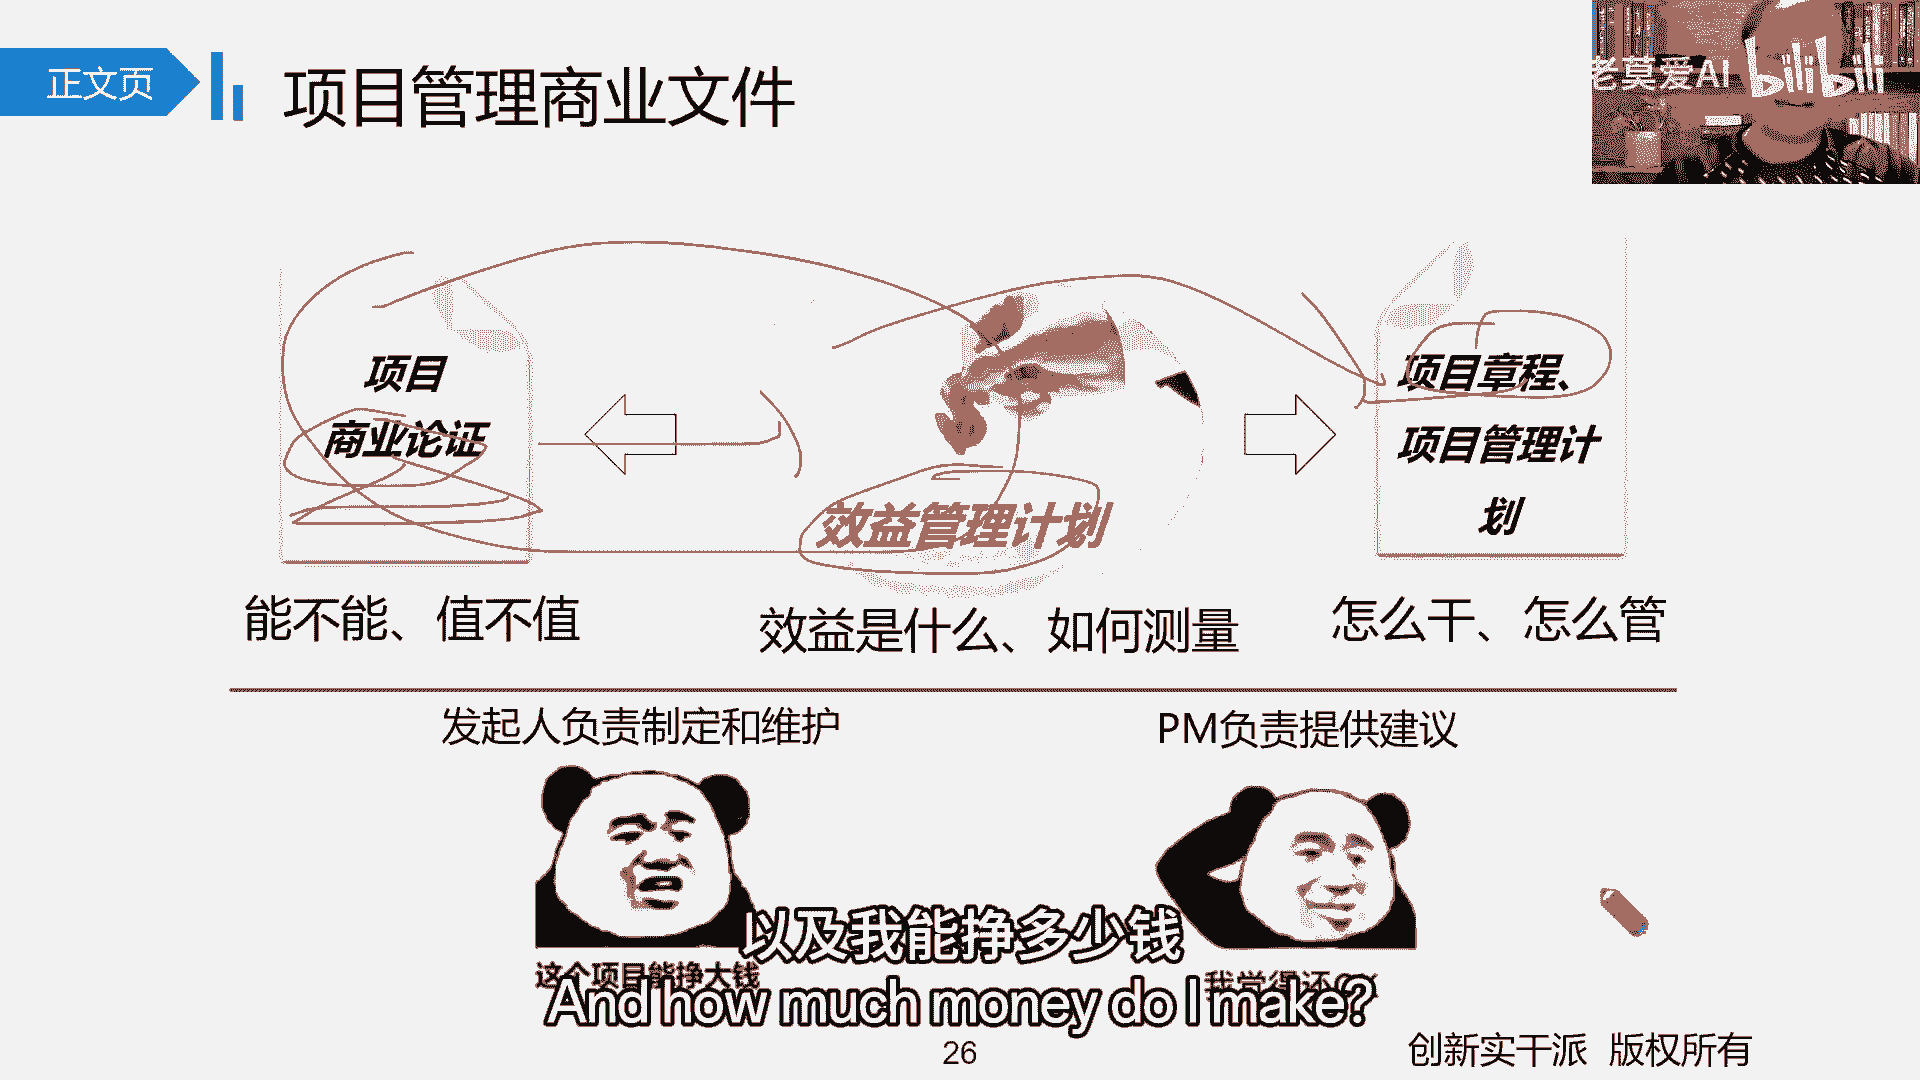 正文页
项目管理商业文件
老莫爱AI
bilibili
项目
商业论证
效益管理计划
项目章程、
项目管理计
划
能不能、值不值
效益是什么、如何测量
怎么干、怎么管
发起人负责制定和维护
PM负责提供建议
以及我能挣多少钱
这个项目能挣大钱
我觉得还
And how much money do I make?
26
创新实干派 版权所有